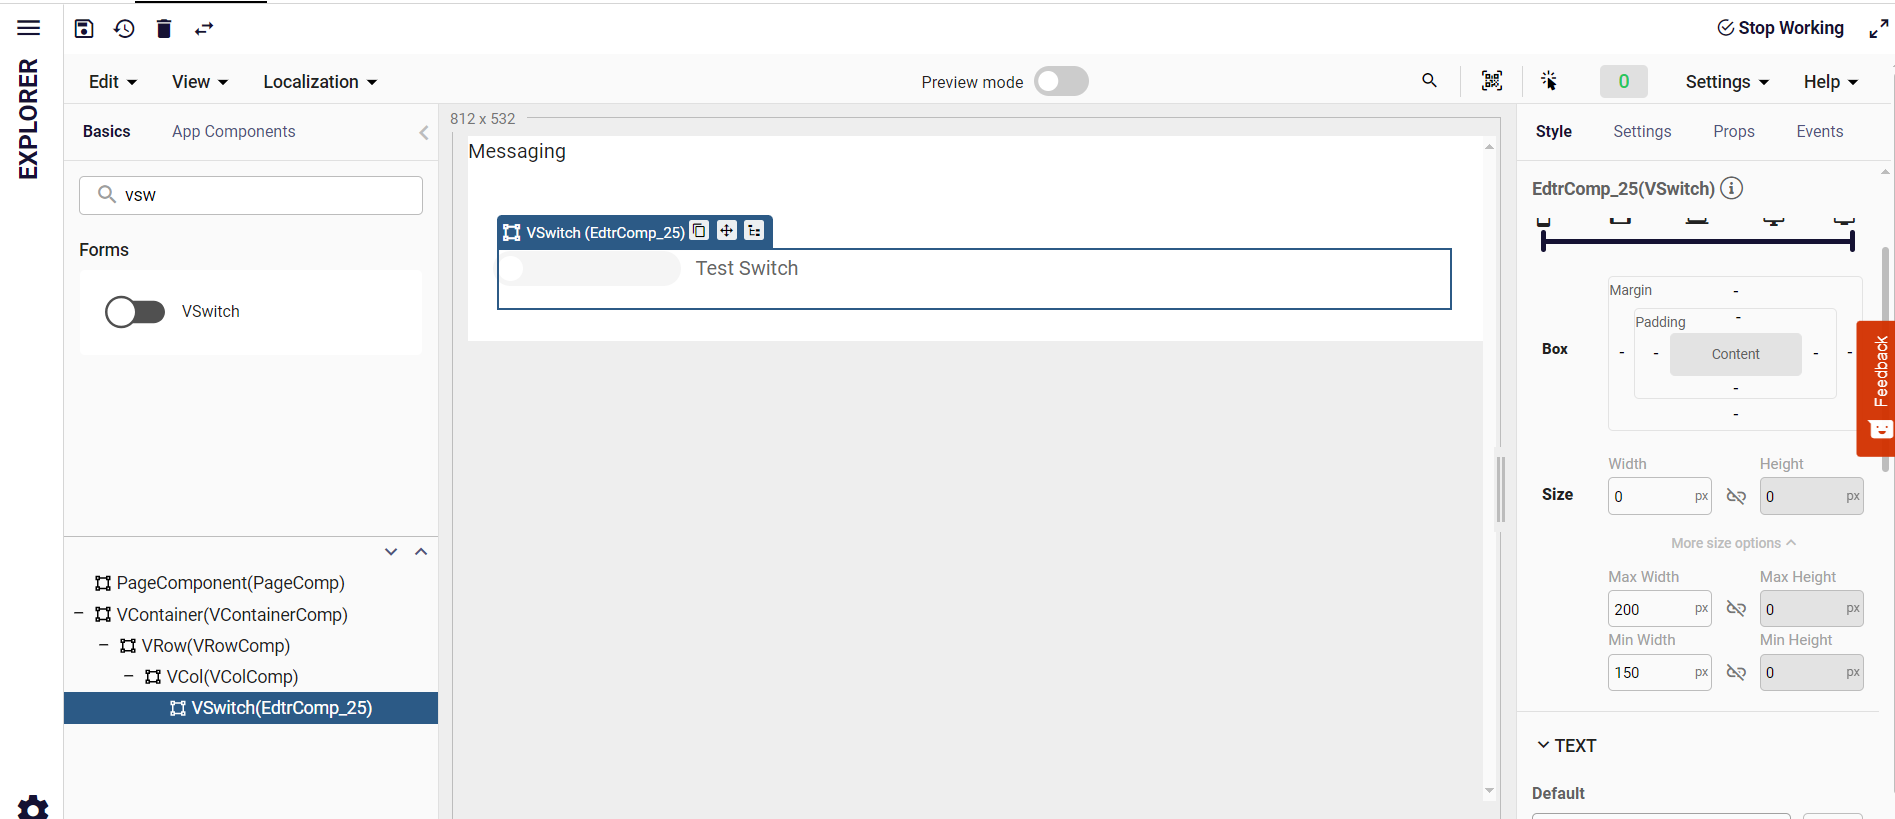 Stop Working
EXPLORER
Edit
View
Localization
Preview mode
0
Settings
Help
Basics
App Components
vsw
Forms
VSwitch
PageComponent(PageComp)
VContainer(VContainerComp)
VRow(VRowComp)
VCol(VColComp)
VSwitch(EdtrComp_25)
812 x 532
Messaging
VSwitch (EdtrComp_25)
Test Switch
Style
Settings
Props
Events
EdtrComp_25(VSwitch)
Box
Margin
-
Padding
-
-
-
Content
-
-
-
-
Feedback
Size
Width
Height
0 px
0 px
More size options
Max Width
Max Height
200 px
0 px
Min Width
Min Height
150 px
0 px
TEXT
Default